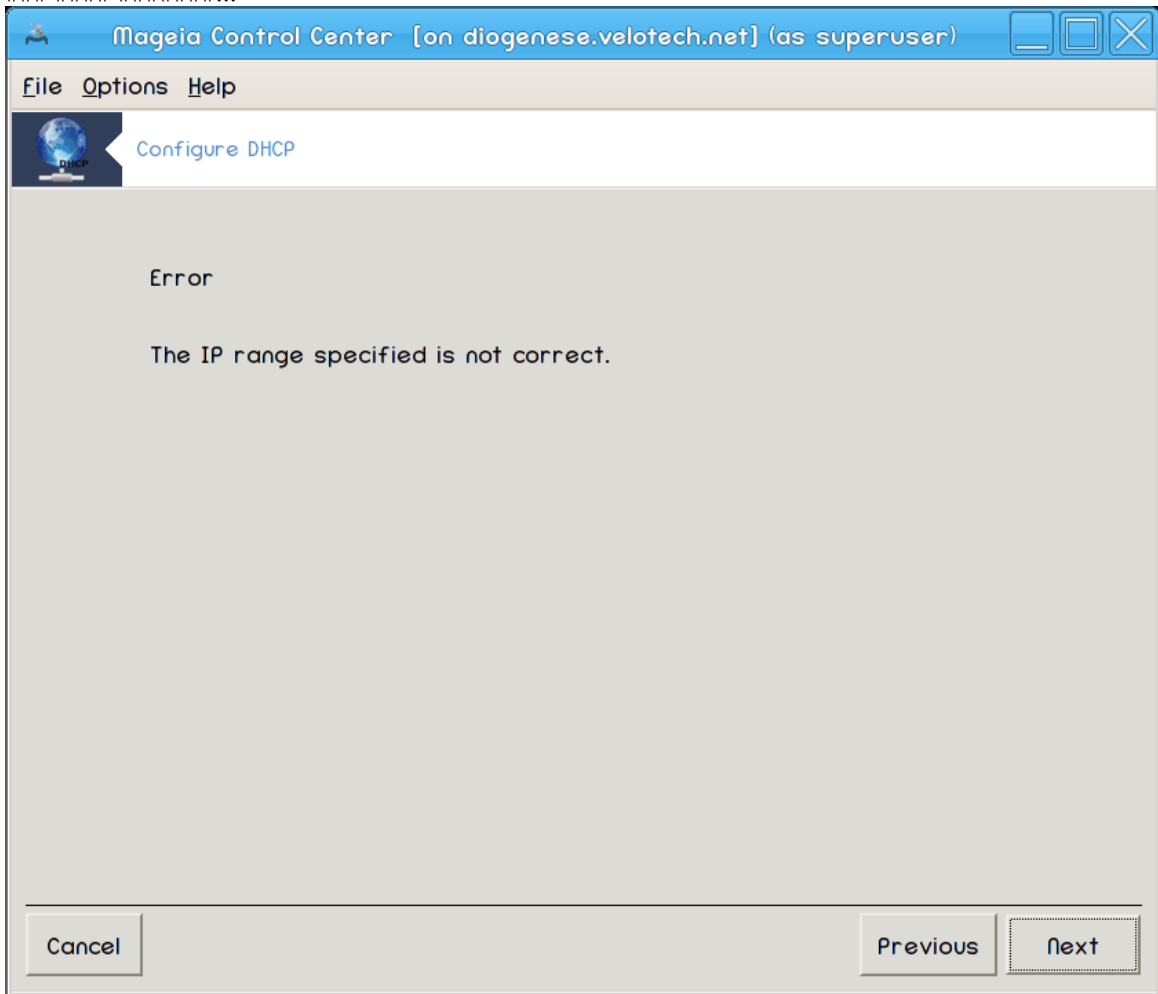 Mageia Control Center [on diogenese.velotech.net] (as superuser)
File Options Help
DHCP
Configure DHCP
Error
The IP range specified is not correct.
Cancel
Previous
Next